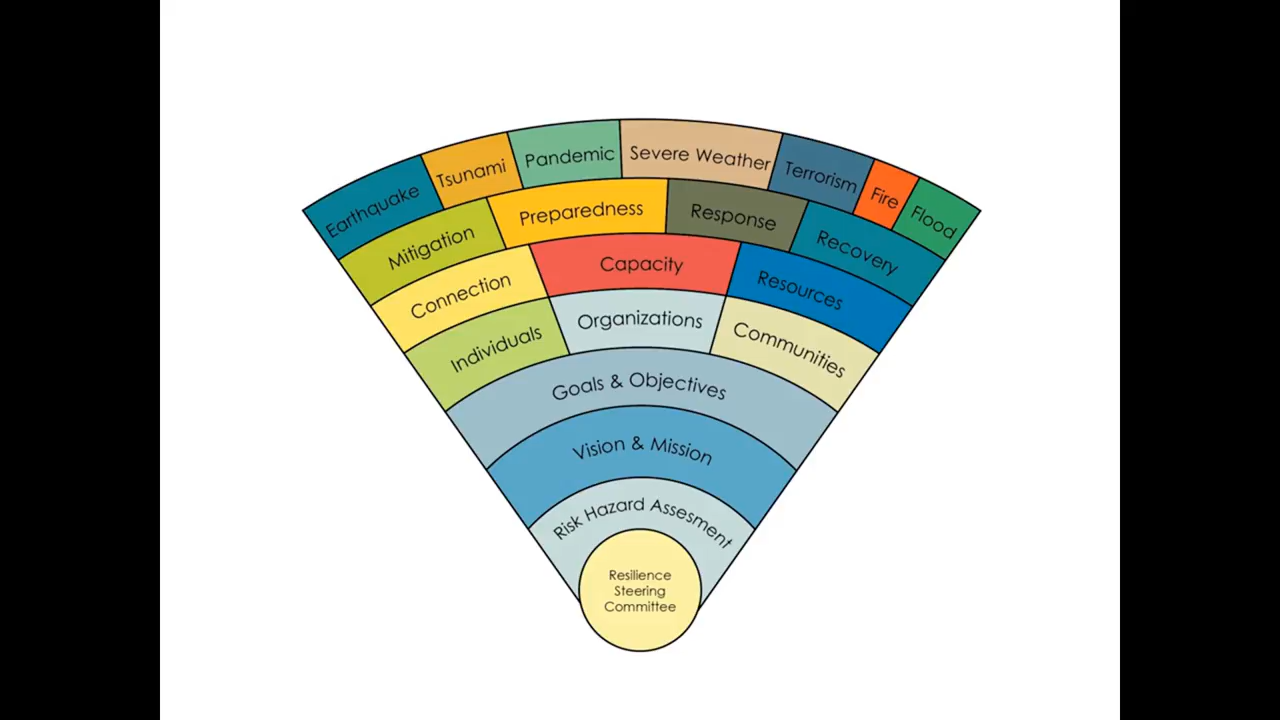 Earthquake
Tsunami
Pandemic
Severe Weather
Terrorism
Fire
Flood
Mitigation
Preparedness
Response
Recovery
Connection
Capacity
Resources
Individuals
Organizations
Communities
Goals & Objectives
Vision & Mission
Risk Hazard Assesment
Resilience
Steering
Committee